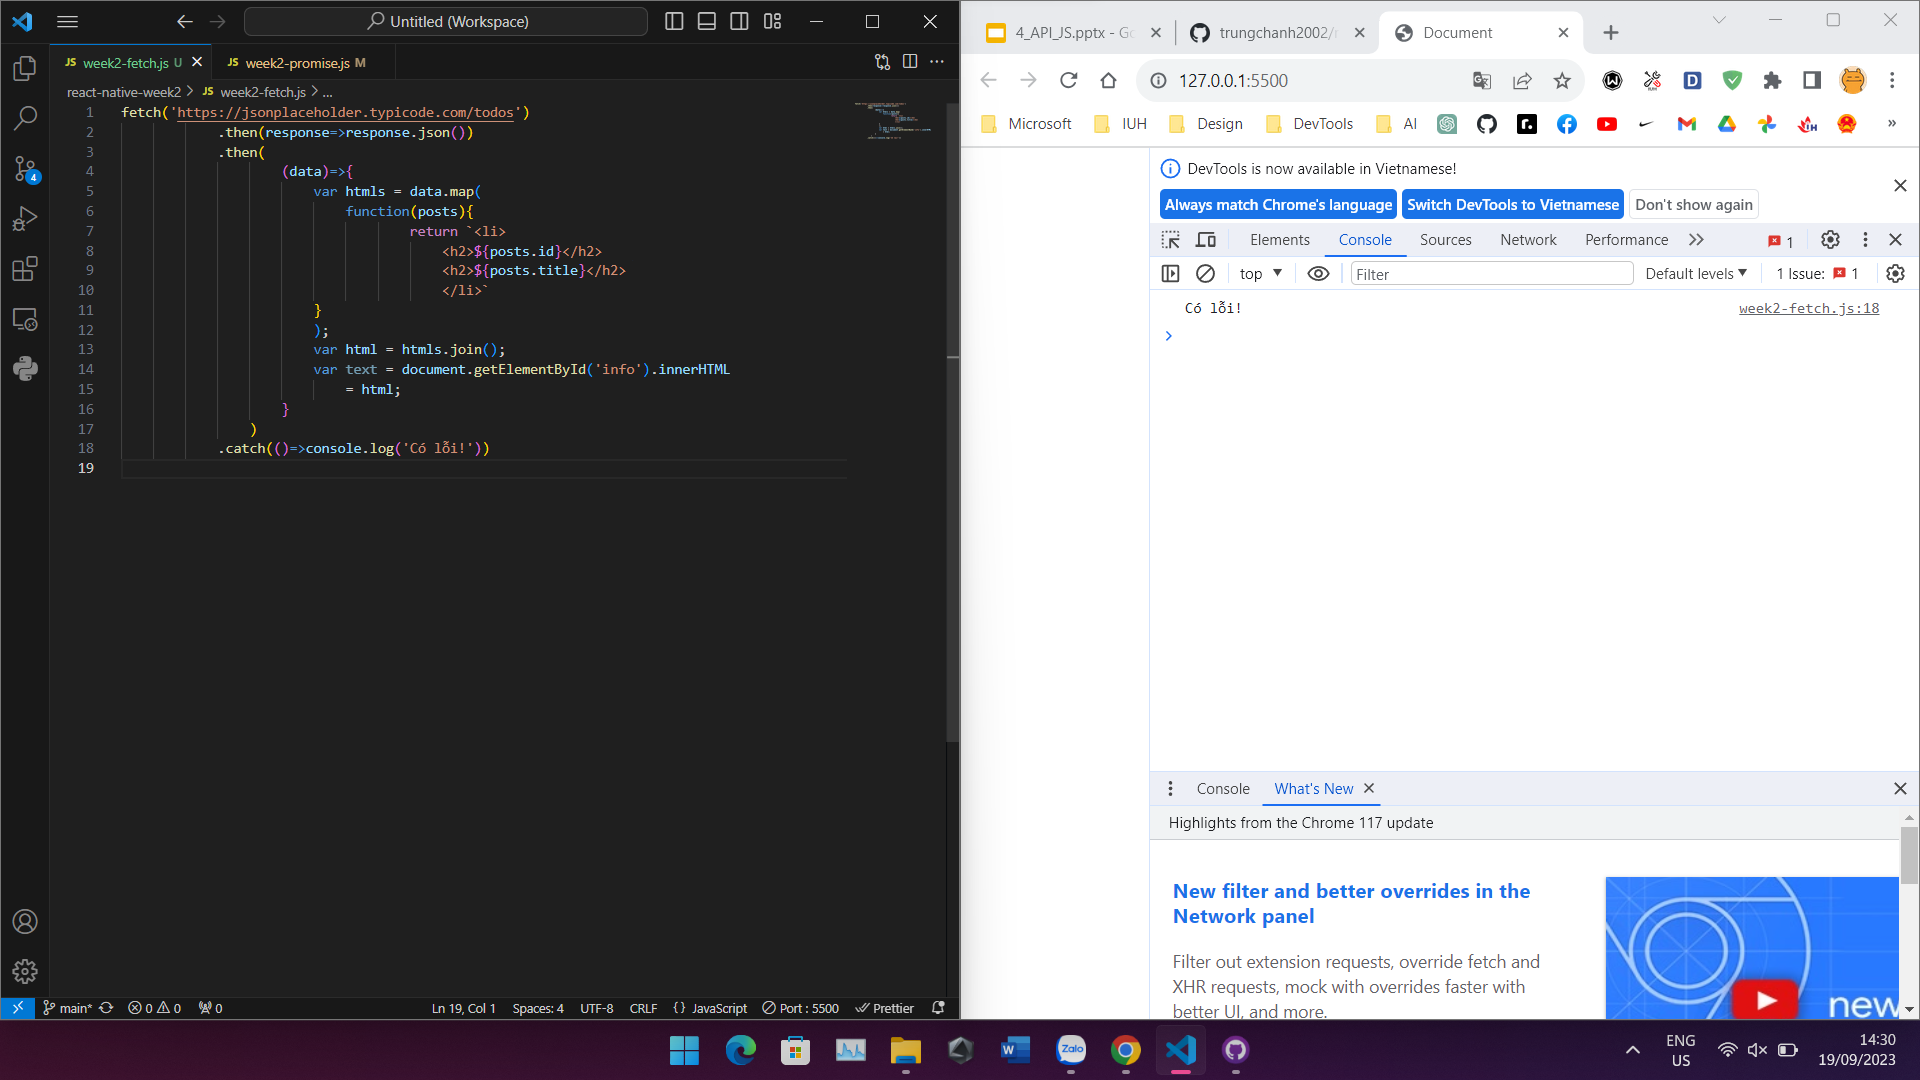 Untitled (Workspace)
JS week2-fetch.js U
JS week2-promise.js M
react-native-week2 > JS week2-fetch.js > ...
1 fetch('https://jsonplaceholder.typicode.com/todos')
2 .then(response=>response.json())
3 .then(
4 (data)=>{
5 var htmls = data.map(
6 function(posts){
7 return `<li>
8 <h2>${posts.id}</h2>
9 <h2>${posts.title}</h2>
10 </li>`
11 }
12 );
13 var html = htmls.join();
14 var text = document.getElementById('info').innerHTML
15 = html;
16 }
17 )
18 .catch(()=>console.log('Có lỗi!'))
19
4
main* 0 0 0
Ln 19, Col 1 Spaces: 4 UTF-8 CRLF {} JavaScript Port : 5500 Prettier
4_API_JS.pptx - Go
trungchanh2002/
Document
127.0.0.1:5500
Microsoft IUH Design DevTools AI »
DevTools is now available in Vietnamese!
Always match Chrome's language Switch DevTools to Vietnamese Don't show again
Elements Console Sources Network Performance 1
top Filter Default levels 1 Issue: 1
Có lỗi! week2-fetch.js:18
Console What's New
Highlights from the Chrome 117 update
New filter and better overrides in the
Network panel
Filter out extension requests, override fetch and
XHR requests, mock with overrides faster with
better UI, and more.
new
Zalo
ENG
US
14:30
19/09/2023